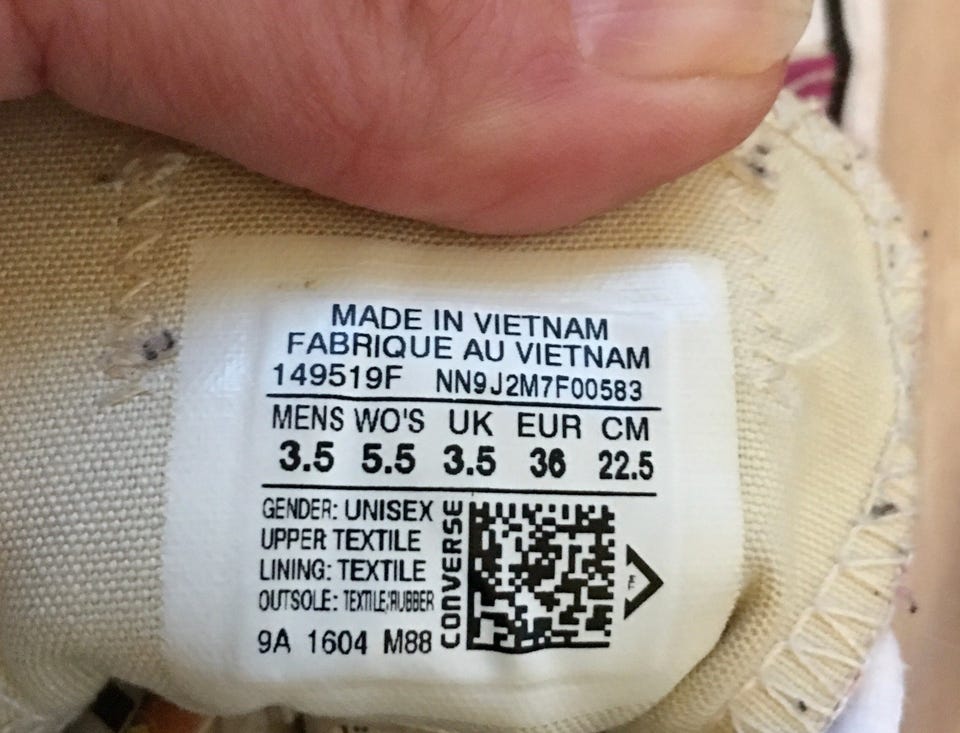 MADE IN VIETNAM
FABRIQUE AU VIETNAM
149519F NN9J2M7F00583
MENS WO'S UK EUR CM
3.5 5.5 3.5 36 22.5
GENDER: UNISEX
UPPER TEXTILE
LINING: TEXTILE
OUTSOLE: TEXTILE/RUBBER
9A 1604 M88
CONVERSE
F